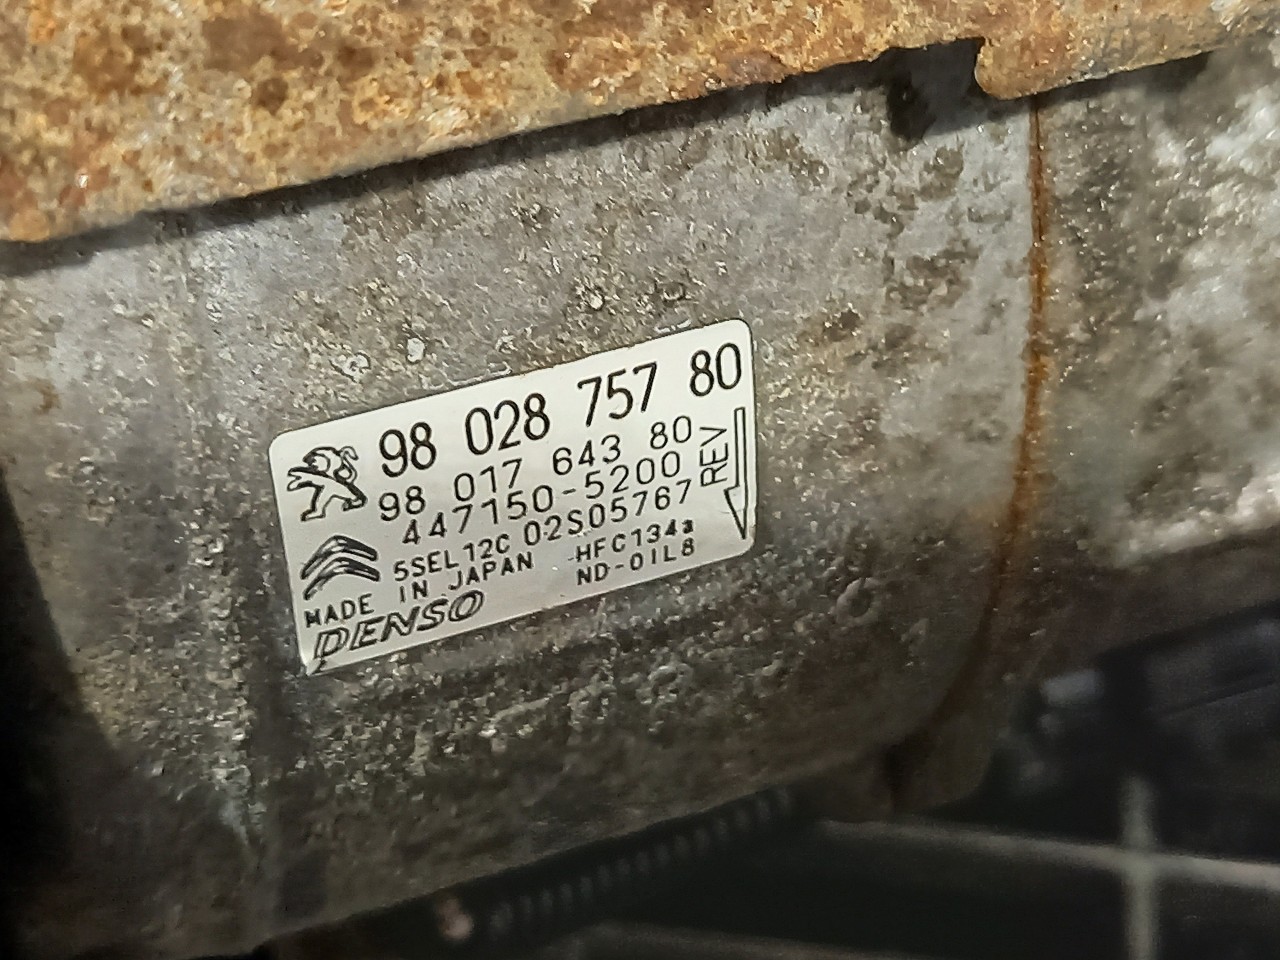 98 028 757 80
98 017 643 80
447150-5200
5SEL12C 02S05767
REV
MADE IN JAPAN HFC134a
DENSO ND-OIL8